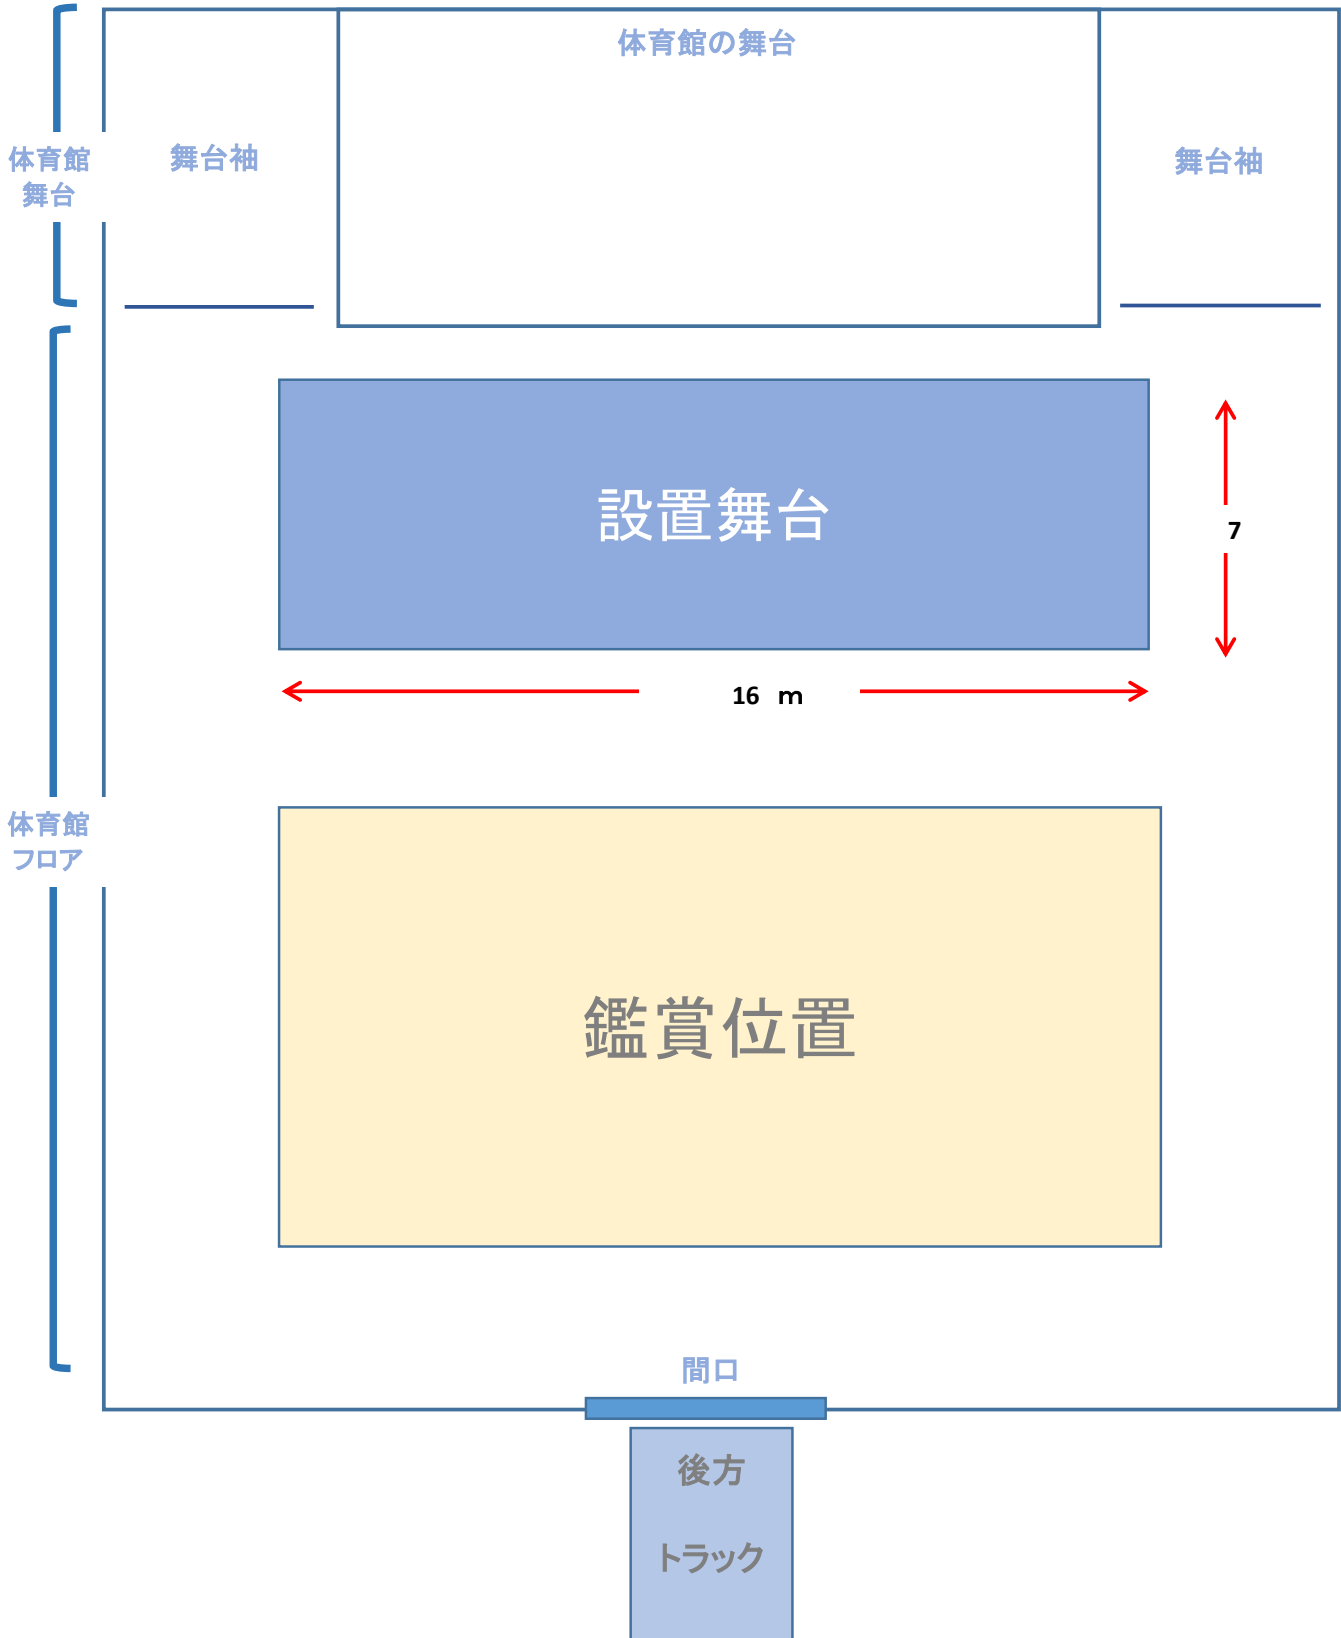 体育館の舞台
体育館
舞台
舞台袖
舞台袖
設置舞台
7
16 m
体育館
フロア
鑑賞位置
間口
後方
トラック